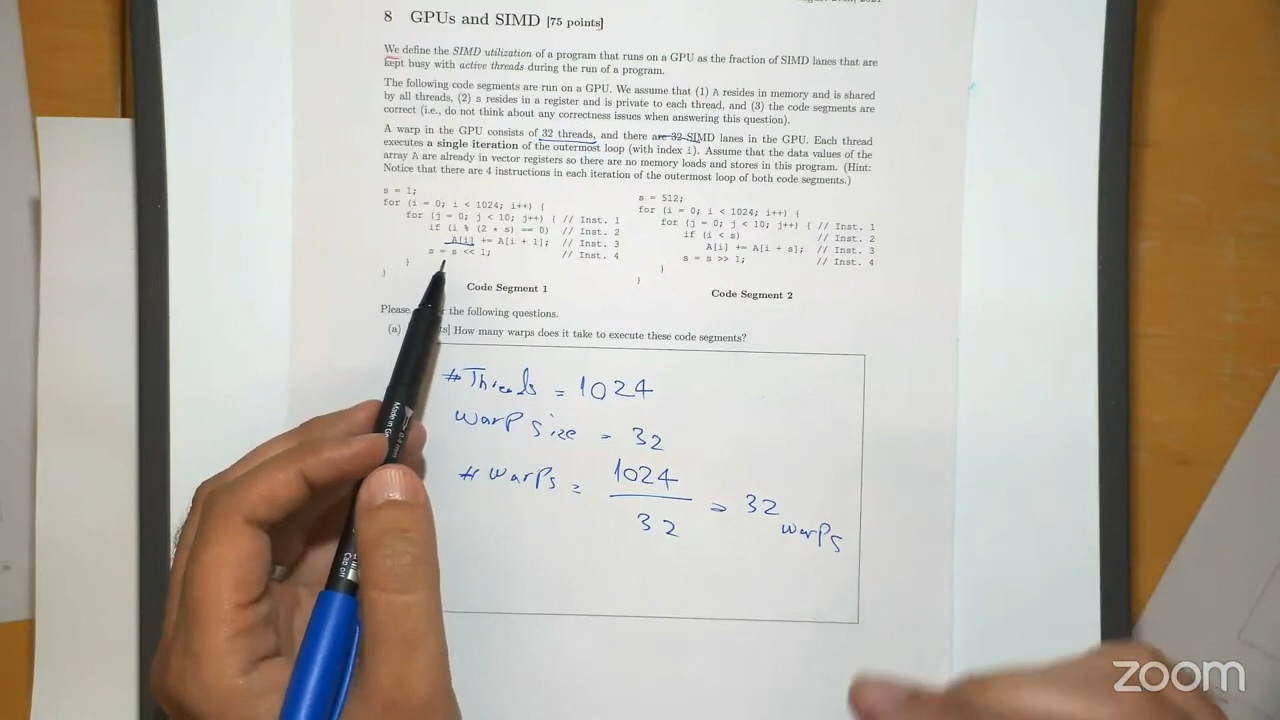 8 GPUs and SIMD [75 points]
We define the SIMD utilization of a program that runs on a GPU as the fraction of SIMD lanes that are
kept busy with active threads during the run of a program.
The following code segments are run on a GPU. We assume that (1) A resides in memory and is shared
by all threads, (2) s resides in a register and is private to each thread, and (3) the code segments are
correct (i.e., do not think about any correctness issues when answering this question).
A warp in the GPU consists of 32 threads, and there are 32 SIMD lanes in the GPU. Each thread
executes a single iteration of the outermost loop (with index i). Assume that the data values of the
array A are already in vector registers so there are no memory loads and stores in this program. (Hint:
Notice that there are 4 instructions in each iteration of the outermost loop of both code segments.)
s = 1;
for (i = 0; i < 1024; i++) {
for (j = 0; j < 10; j++) { // Inst. 1
if (i % (2 * s) == 0) // Inst. 2
A[i] += A[i + 1]; // Inst. 3
s = s << 1; // Inst. 4
}
}
Code Segment 1
s = 512;
for (i = 0; i < 1024; i++) {
for (j = 0; j < 10; j++) { // Inst. 1
if (i < s) // Inst. 2
A[i] += A[i + s]; // Inst. 3
s = s >> 1; // Inst. 4
}
}
Code Segment 2
Please the following questions.
(a) How many warps does it take to execute these code segments?
# Threads = 1024
warp size = 32
# warps = 1024 / 32 = 32 warps
zoom